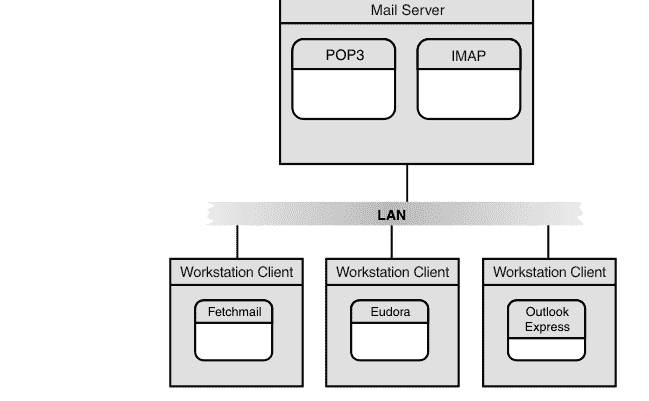 Mail Server
POP3
IMAP
LAN
Workstation Client
Workstation Client
Workstation Client
Fetchmail
Eudora
Outlook
Express